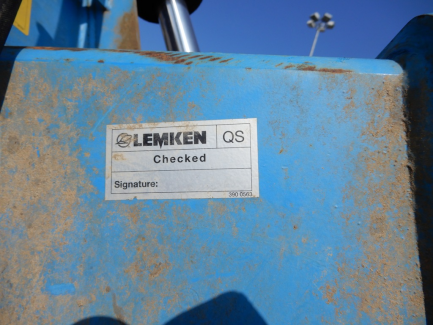 LEMKEN QS
Checked
Signature:
390 0563